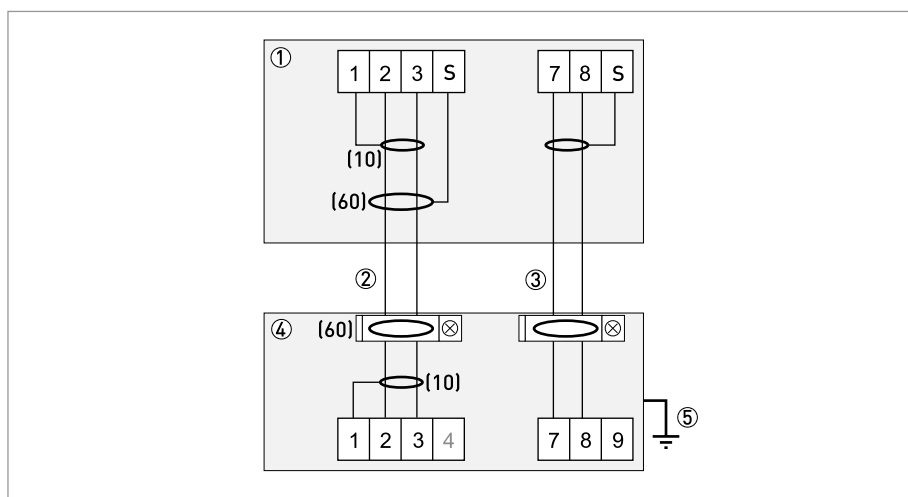 ①
1 2 3 S
7 8 S
(10)
(60)
②
③
④
(60)
(10)
⑤
1 2 3 4
7 8 9